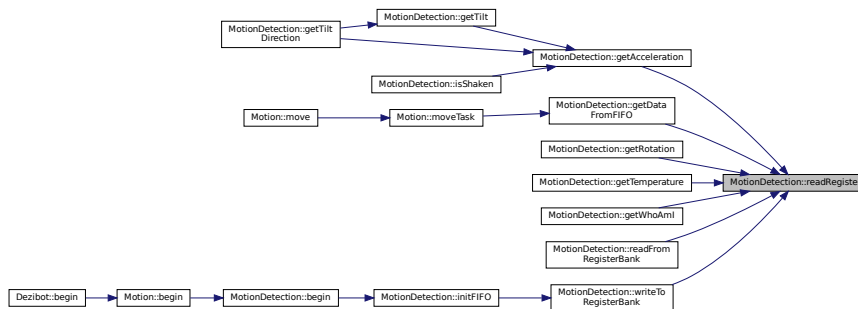 MotionDetection::getTilt
MotionDetection::getTilt
Direction
MotionDetection::getAcceleration
MotionDetection::isShaken
MotionDetection::getData
FromFIFO
Motion::move
Motion::moveTask
MotionDetection::getRotation
MotionDetection::getTemperature
MotionDetection::readRegister
MotionDetection::getWhoAmI
MotionDetection::readFrom
RegisterBank
Dezibot::begin
Motion::begin
MotionDetection::begin
MotionDetection::initFIFO
MotionDetection::writeTo
RegisterBank